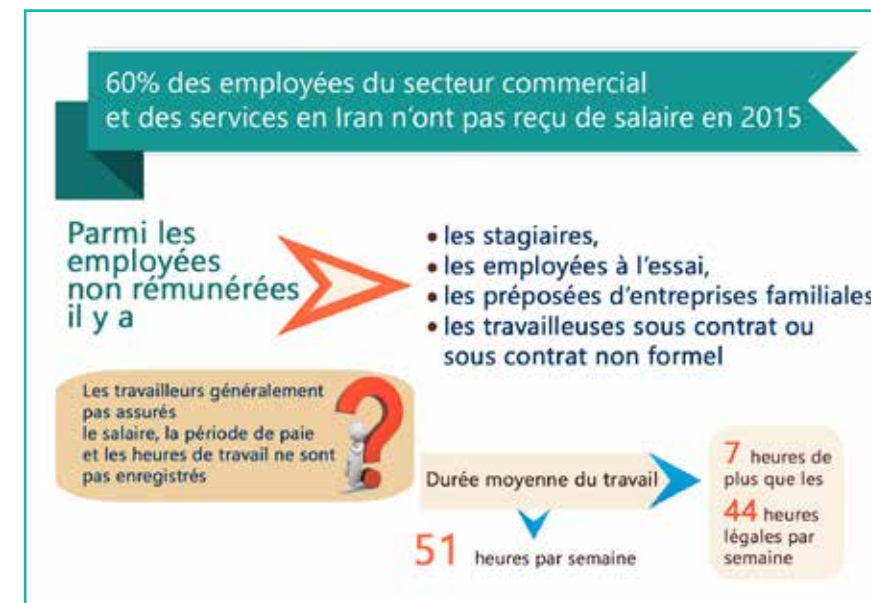 60% des employées du secteur commercial
et des services en Iran n'ont pas reçu de salaire en 2015
Parmi les
employées
non rémunérées
il y a
• les stagiaires,
• les employées à l'essai,
• les préposées d'entreprises familiales
• les travailleuses sous contrat ou
sous contrat non formel
Les travailleurs généralement
pas assurés
le salaire, la période de paie
et les heures de travail ne sont
pas enregistrés
?
Durée moyenne du travail
51 heures par semaine
7 heures de
plus que les
44 heures
légales par
semaine